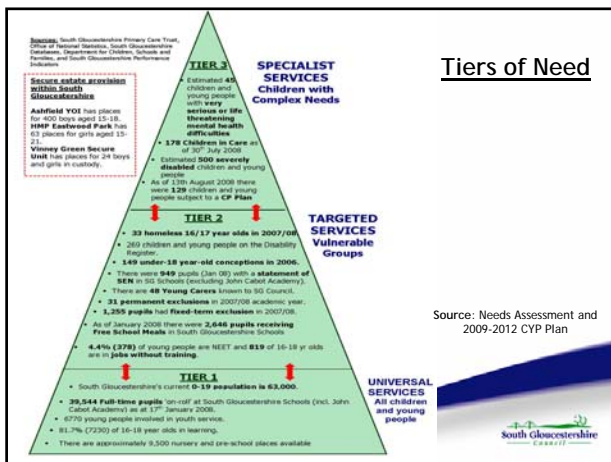 Sources: South Gloucestershire Primary Care Trust,
Office of National Statistics, South Gloucestershire
Databases, Department for Children, Schools and
Families, and South Gloucestershire Performance
Indicators
Secure estate provision
within South
Gloucestershire
Ashfield YOI has places
for 400 boys aged 15-18.
HMP Eastwood Park has
63 places for girls aged 15-
21.
Vinney Green Secure
Unit has places for 24 boys
and girls in custody.
Tiers of Need
TIER 3
• Estimated 45
children and
young people
with very
serious or life
threatening
mental health
difficulties
• 178 Children in Care as
of 30th July 2008
• Estimated 500 severely
disabled children and young
people
• As of 13th August 2008 there
were 129 children and young
people subject to a CP Plan
SPECIALIST
SERVICES
Children with
Complex Needs
TIER 2
• 33 homeless 16/17 year olds in 2007/08
• 269 children and young people on the Disability
Register.
• 149 under-18 year-old conceptions in 2006.
• There were 949 pupils (Jan 08) with a statement of
SEN in SG Schools (excluding John Cabot Academy).
• There are 48 Young Carers known to SG Council.
• 31 permanent exclusions in 2007/08 academic year.
• 1,255 pupils had fixed-term exclusion in 2007/08.
• As of January 2008 there were 2,646 pupils receiving
Free School Meals in South Gloucestershire Schools
• 4.4% (378) of young people are NEET and 819 of 16-18 yr olds
are in jobs without training.
TARGETED
SERVICES
Vulnerable
Groups
Source: Needs Assessment and
2009-2012 CYP Plan
TIER 1
• South Gloucestershire's current 0-19 population is 63,000.
• 39,544 Full-time pupils 'on-roll' at South Gloucestershire Schools (incl. John
Cabot Academy) as at 17th January 2008.
• 6770 young people involved in youth service.
• 81.7% (7230) of 16-18 year olds in learning.
• There are approximately 9,500 nursery and pre-school places available
UNIVERSAL
SERVICES
All children
and young
people
South Gloucestershire
Council